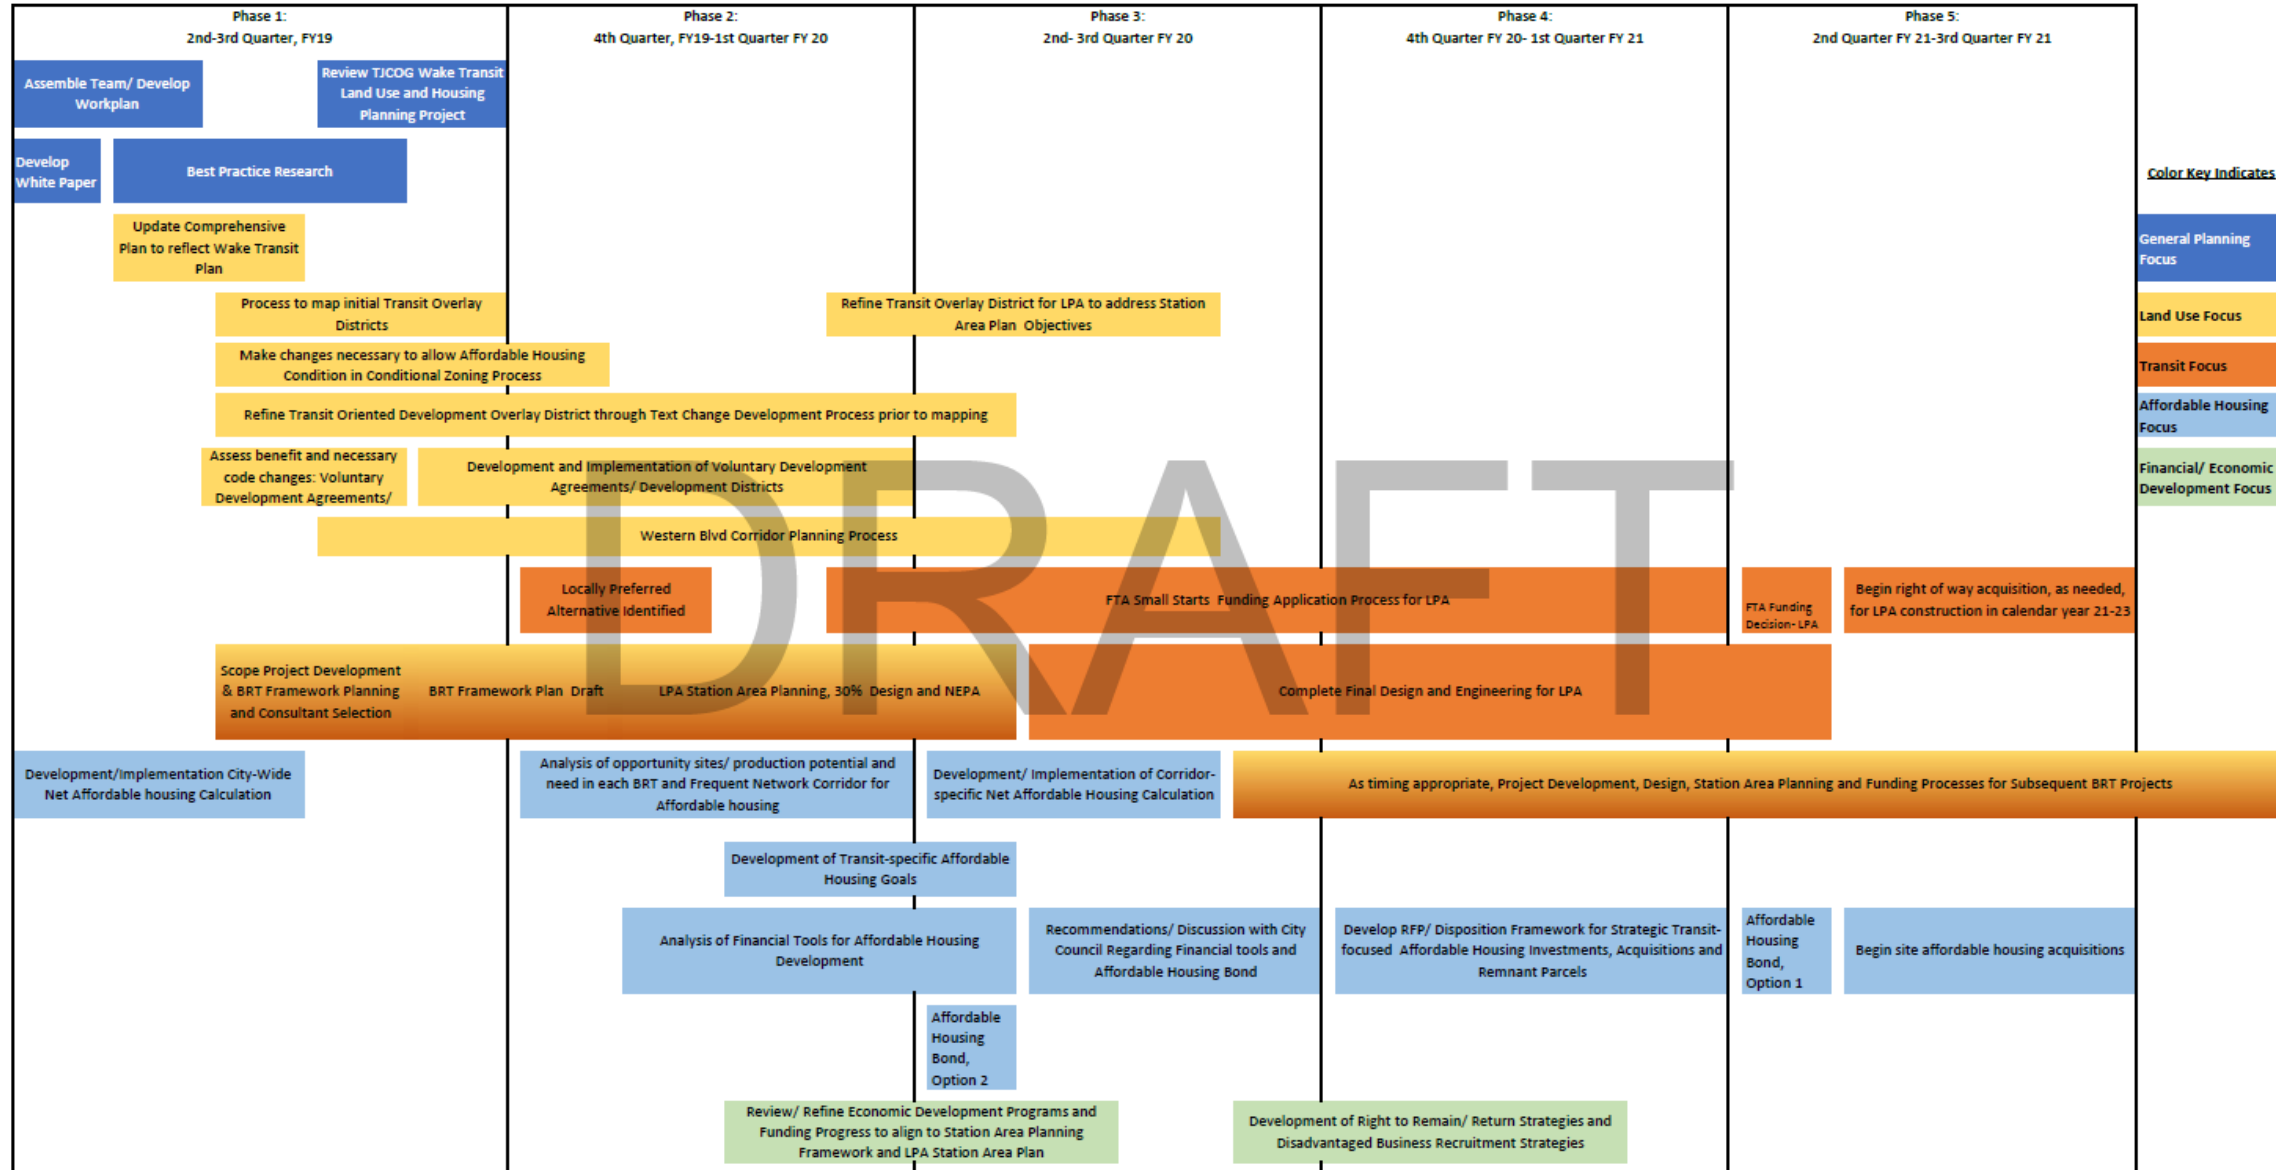 Phase 1:
2nd-3rd Quarter, FY19
Phase 2:
4th Quarter, FY19-1st Quarter FY 20
Phase 3:
2nd- 3rd Quarter FY 20
Phase 4:
4th Quarter FY 20- 1st Quarter FY 21
Phase 5:
2nd Quarter FY 21-3rd Quarter FY 21
Assemble Team/ Develop
Workplan
Review TJCOG Wake Transit
Land Use and Housing
Planning Project
Develop
White Paper
Best Practice Research
Update Comprehensive
Plan to reflect Wake Transit
Plan
Process to map initial Transit Overlay
Districts
Refine Transit Overlay District for LPA to address Station
Area Plan Objectives
Make changes necessary to allow Affordable Housing
Condition in Conditional Zoning Process
Refine Transit Oriented Development Overlay District through Text Change Development Process prior to mapping
Assess benefit and necessary
code changes: Voluntary
Development Agreements/
Development and Implementation of Voluntary Development
Agreements/ Development Districts
Western Blvd Corridor Planning Process
Locally Preferred
Alternative Identified
FTA Small Starts Funding Application Process for LPA
FTA Funding
Decision- LPA
Begin right of way acquisition, as needed,
for LPA construction in calendar year 21-23
Scope Project Development
& BRT Framework Planning
and Consultant Selection
BRT Framework Plan Draft
LPA Station Area Planning, 30% Design and NEPA
Complete Final Design and Engineering for LPA
Development/Implementation City-Wide
Net Affordable housing Calculation
Analysis of opportunity sites/ production potential and
need in each BRT and Frequent Network Corridor for
Affordable housing
Development/ Implementation of Corridor-
specific Net Affordable Housing Calculation
As timing appropriate, Project Development, Design, Station Area Planning and Funding Processes for Subsequent BRT Projects
Development of Transit-specific Affordable
Housing Goals
Analysis of Financial Tools for Affordable Housing
Development
Recommendations/ Discussion with City
Council Regarding Financial tools and
Affordable Housing Bond
Develop RFP/ Disposition Framework for Strategic Transit-
focused Affordable Housing Investments, Acquisitions and
Remnant Parcels
Affordable
Housing
Bond,
Option 1
Begin site affordable housing acquisitions
Affordable
Housing
Bond,
Option 2
Review/ Refine Economic Development Programs and
Funding Progress to align to Station Area Planning
Framework and LPA Station Area Plan
Development of Right to Remain/ Return Strategies and
Disadvantaged Business Recruitment Strategies
Color Key Indicates
General Planning
Focus
Land Use Focus
Transit Focus
Affordable Housing
Focus
Financial/ Economic
Development Focus
DRAFT